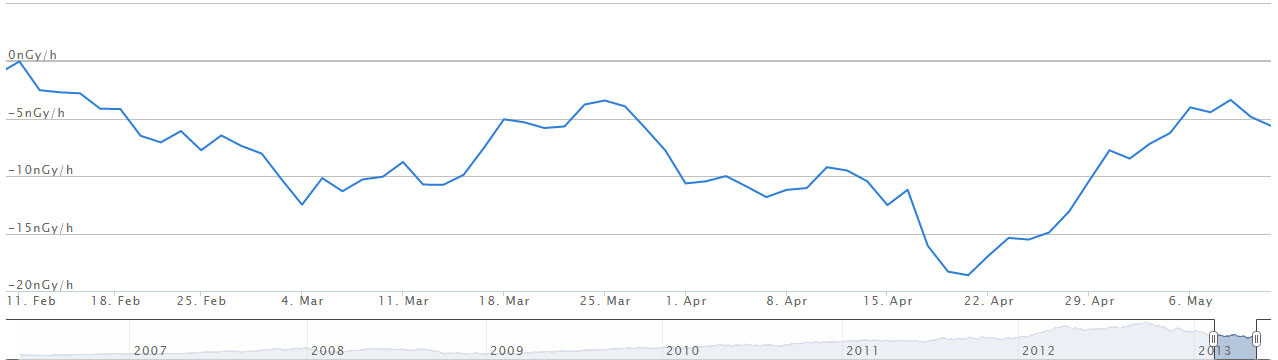 0nGy/h
−5nGy/h
−10nGy/h
−15nGy/h
−20nGy/h
11. Feb 18. Feb 25. Feb 4. Mar 11. Mar 18. Mar 25. Mar 1. Apr 8. Apr 15. Apr 22. Apr 29. Apr 6. May
2007 2008 2009 2010 2011 2012 2013